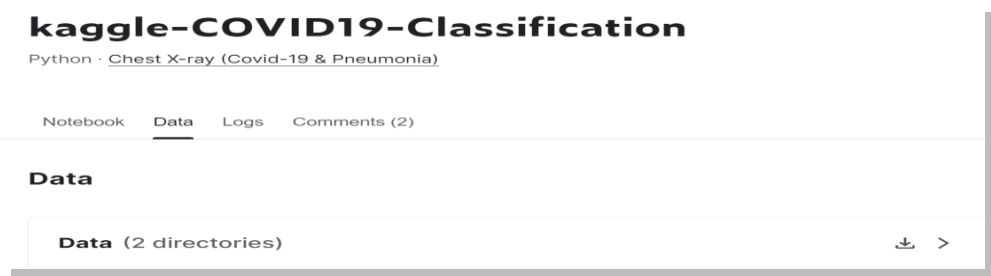 kaggle-COVID19-Classification
Python · Chest X-ray (Covid-19 & Pneumonia)
Notebook Data Logs Comments (2)
Data
Data (2 directories)